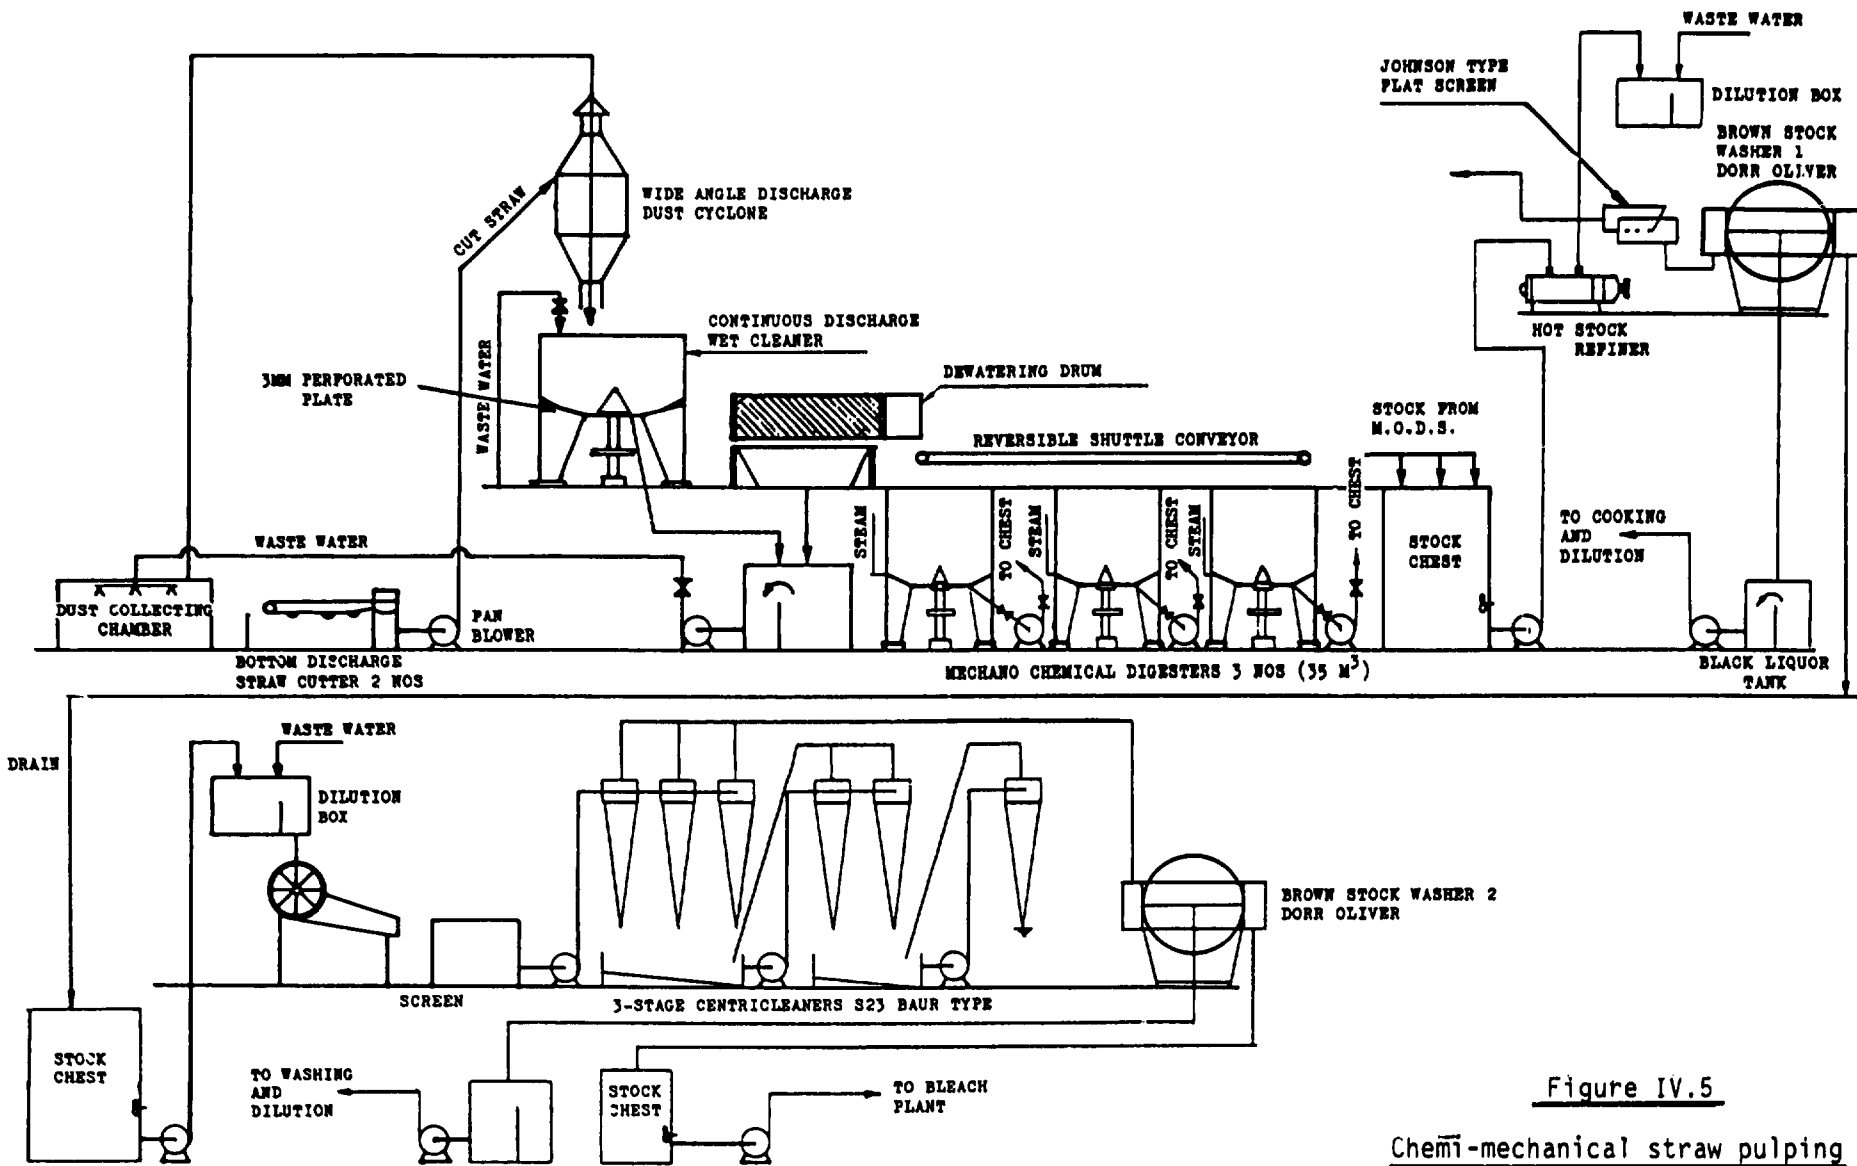 WASTE WATER
JOHNSON TYPE
FLAT SCREEN
DILUTION BOX
BROWN STOCK
WASHER 1
DORR OLIVER
CUT STRAW
WIDE ANGLE DISCHARGE
DUST CYCLONE
HOT STOCK
REFINER
WASTE WATER
CONTINUOUS DISCHARGE
WET CLEANER
3MM PERFORATED
PLATE
DEWATERING DRUM
REVERSIBLE SHUTTLE CONVEYOR
STOCK FROM
M.O.D.S.
TO CHEST
STEAM
TO CHEST
STEAM
TO CHEST
STEAM
STOCK
CHEST
TO COOKING
AND
DILUTION
WASTE WATER
DUST COLLECTING
CHAMBER
FAN
BLOWER
BOTTOM DISCHARGE
STRAW CUTTER 2 NOS
MECHANO CHEMICAL DIGESTERS 3 NOS (35 M³)
BLACK LIQUOR
TANK
DRAIN
WASTE WATER
DILUTION
BOX
BROWN STOCK WASHER 2
DORR OLIVER
SCREEN
3-STAGE CENTRICLEANERS S23 BAUR TYPE
STOCK
CHEST
TO WASHING
AND
DILUTION
STOCK
CHEST
TO BLEACH
PLANT
Figure IV.5
Chemi-mechanical straw pulping